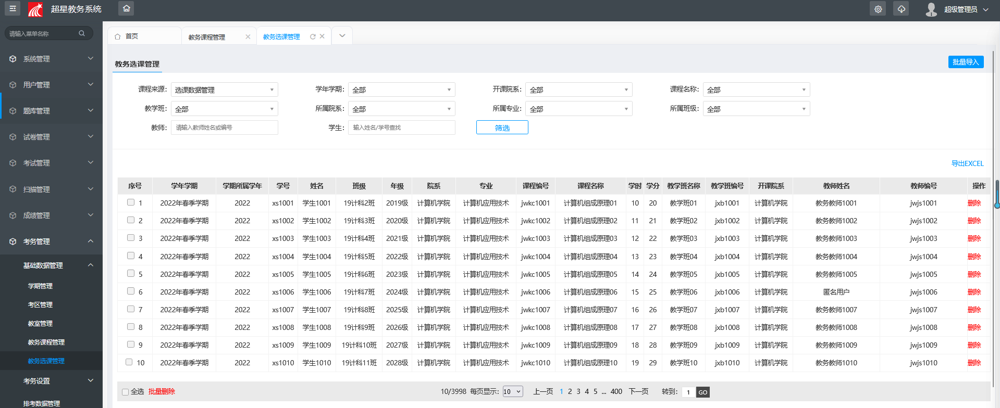 超星教务系统
超级管理员
请输入菜单名称
系统管理
用户管理
题库管理
试卷管理
考试管理
扫描管理
成绩管理
考务管理
基础数据管理
学期管理
考区管理
教室管理
教务课程管理
教务选课管理
考务设置
排考数据管理
首页 教务课程管理 教务选课管理
教务选课管理 批量导入
课程来源: 选课数据管理 学年学期: 全部 开课院系: 全部 课程名称: 全部
教学班: 全部 所属院系: 全部 所属专业: 全部 所属班级: 全部
教师: 请输入教师姓名或编号 学生: 输入姓名/学号查找 筛选
导出EXCEL
序号 学年学期 学期所属学年 学号 姓名 班级 年级 院系 专业 课程编号 课程名称 学时 学分 教学班名称 教学班编号 开课院系 教师姓名 教师编号 操作
1 2022年春季学期 2022 xs1001 学生1001 19计科2班 2019级 计算机学院 计算机应用技术 jwkc1001 计算机组成原理01 10 20 教学班01 jxb1001 计算机学院 教务教师1001 jwjs1001 删除
2 2022年春季学期 2022 xs1002 学生1002 19计科3班 2020级 计算机学院 计算机应用技术 jwkc1002 计算机组成原理02 11 21 教学班02 jxb1002 计算机学院 教务教师1002 jwjs1002 删除
3 2022年春季学期 2022 xs1003 学生1003 19计科4班 2021级 计算机学院 计算机应用技术 jwkc1003 计算机组成原理03 12 22 教学班03 jxb1003 计算机学院 教务教师1003 jwjs1003 删除
4 2022年春季学期 2022 xs1004 学生1004 19计科5班 2022级 计算机学院 计算机应用技术 jwkc1004 计算机组成原理04 13 23 教学班04 jxb1004 计算机学院 教务教师1004 jwjs1004 删除
5 2022年春季学期 2022 xs1005 学生1005 19计科6班 2023级 计算机学院 计算机应用技术 jwkc1005 计算机组成原理05 14 24 教学班05 jxb1005 计算机学院 教务教师1005 jwjs1005 删除
6 2022年春季学期 2022 xs1006 学生1006 19计科7班 2024级 计算机学院 计算机应用技术 jwkc1006 计算机组成原理06 15 25 教学班06 jxb1006 计算机学院 匿名用户 jwjs1006 删除
7 2022年春季学期 2022 xs1007 学生1007 19计科8班 2025级 计算机学院 计算机应用技术 jwkc1007 计算机组成原理07 16 26 教学班07 jxb1007 计算机学院 教务教师1007 jwjs1007 删除
8 2022年春季学期 2022 xs1008 学生1008 19计科9班 2026级 计算机学院 计算机应用技术 jwkc1008 计算机组成原理08 17 27 教学班08 jxb1008 计算机学院 教务教师1008 jwjs1008 删除
9 2022年春季学期 2022 xs1009 学生1009 19计科10班 2027级 计算机学院 计算机应用技术 jwkc1009 计算机组成原理09 18 28 教学班09 jxb1009 计算机学院 教务教师1009 jwjs1009 删除
10 2022年春季学期 2022 xs1010 学生1010 19计科11班 2028级 计算机学院 计算机应用技术 jwkc1010 计算机组成原理10 19 29 教学班10 jxb1010 计算机学院 教务教师1010 jwjs1010 删除
全选 批量删除 10/3998 每页显示: 10 上一页 1 2 3 4 5 ... 400 下一页 转到: 1 GO